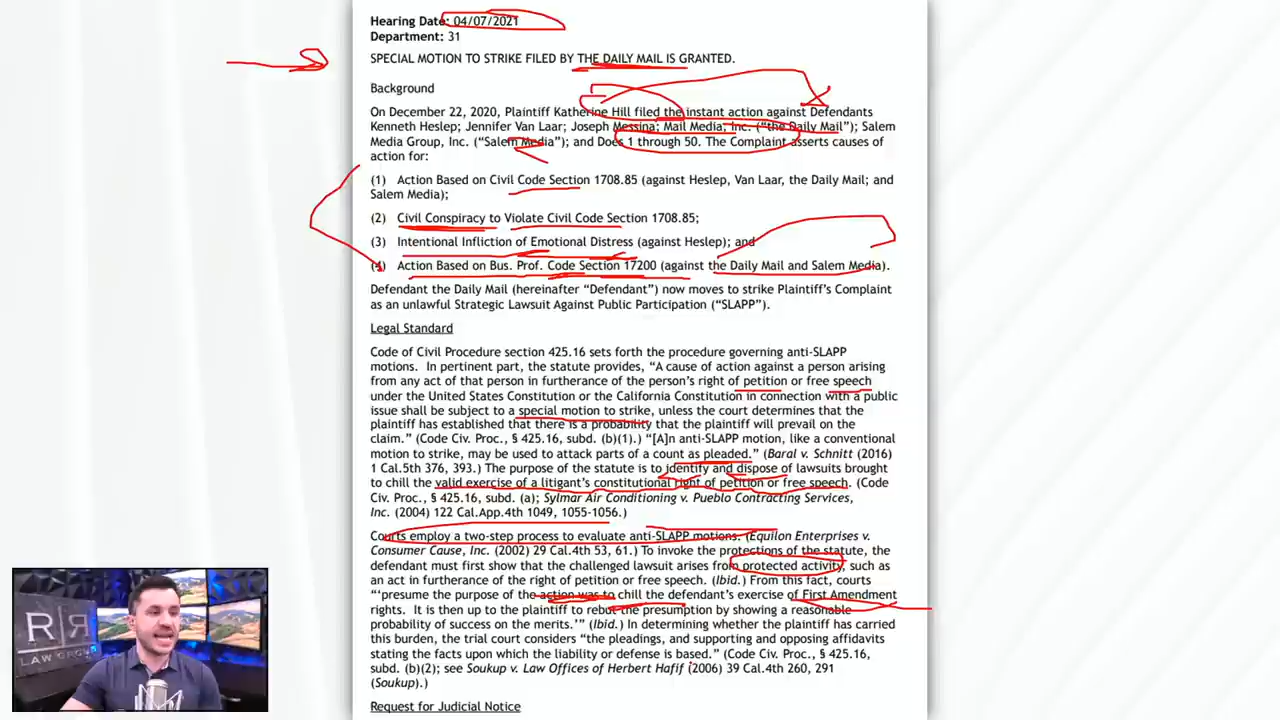 Hearing Date: 04/07/2021
Department: 31
SPECIAL MOTION TO STRIKE FILED BY THE DAILY MAIL IS GRANTED.
Background
On December 22, 2020, Plaintiff Katherine Hill filed the instant action against Defendants
Kenneth Heslep; Jennifer Van Laar; Joseph Messina; Mail Media, Inc. (“the Daily Mail”); Salem
Media Group, Inc. (“Salem Media”); and Does 1 through 50. The Complaint asserts causes of
action for:
(1) Action Based on Civil Code Section 1708.85 (against Heslep, Van Laar, the Daily Mail; and
Salem Media);
(2) Civil Conspiracy to Violate Civil Code Section 1708.85;
(3) Intentional Infliction of Emotional Distress (against Heslep); and
(4) Action Based on Bus. Prof. Code Section 17200 (against the Daily Mail and Salem Media).
Defendant the Daily Mail (hereinafter “Defendant”) now moves to strike Plaintiff’s Complaint
as an unlawful Strategic Lawsuit Against Public Participation (“SLAPP”).
Legal Standard
Code of Civil Procedure section 425.16 sets forth the procedure governing anti-SLAPP
motions. In pertinent part, the statute provides, “A cause of action against a person arising
from any act of that person in furtherance of the person’s right of petition or free speech
under the United States Constitution or the California Constitution in connection with a public
issue shall be subject to a special motion to strike, unless the court determines that the
plaintiff has established that there is a probability that the plaintiff will prevail on the
claim.” (Code Civ. Proc., § 425.16, subd. (b)(1).) “[A]n anti-SLAPP motion, like a conventional
motion to strike, may be used to attack parts of a count as pleaded.” (Baral v. Schnitt (2016)
1 Cal.5th 376, 393.) The purpose of the statute is to identify and dispose of lawsuits brought
to chill the valid exercise of a litigant’s constitutional right of petition or free speech. (Code
Civ. Proc., § 425.16, subd. (a); Sylmar Air Conditioning v. Pueblo Contracting Services,
Inc. (2004) 122 Cal.App.4th 1049, 1055-1056.)
Courts employ a two-step process to evaluate anti-SLAPP motions. (Equilon Enterprises v.
Consumer Cause, Inc. (2002) 29 Cal.4th 53, 61.) To invoke the protections of the statute, the
defendant must first show that the challenged lawsuit arises from protected activity, such as
an act in furtherance of the right of petition or free speech. (Ibid.) From this fact, courts
“‘presume the purpose of the action was to chill the defendant’s exercise of First Amendment
rights. It is then up to the plaintiff to rebut the presumption by showing a reasonable
probability of success on the merits.’” (Ibid.) In determining whether the plaintiff has carried
this burden, the trial court considers “the pleadings, and supporting and opposing affidavits
stating the facts upon which the liability or defense is based.” (Code Civ. Proc., § 425.16,
subd. (b)(2); see Soukup v. Law Offices of Herbert Hafif (2006) 39 Cal.4th 260, 291
(Soukup).)
Request for Judicial Notice
R R
LAW GROUP